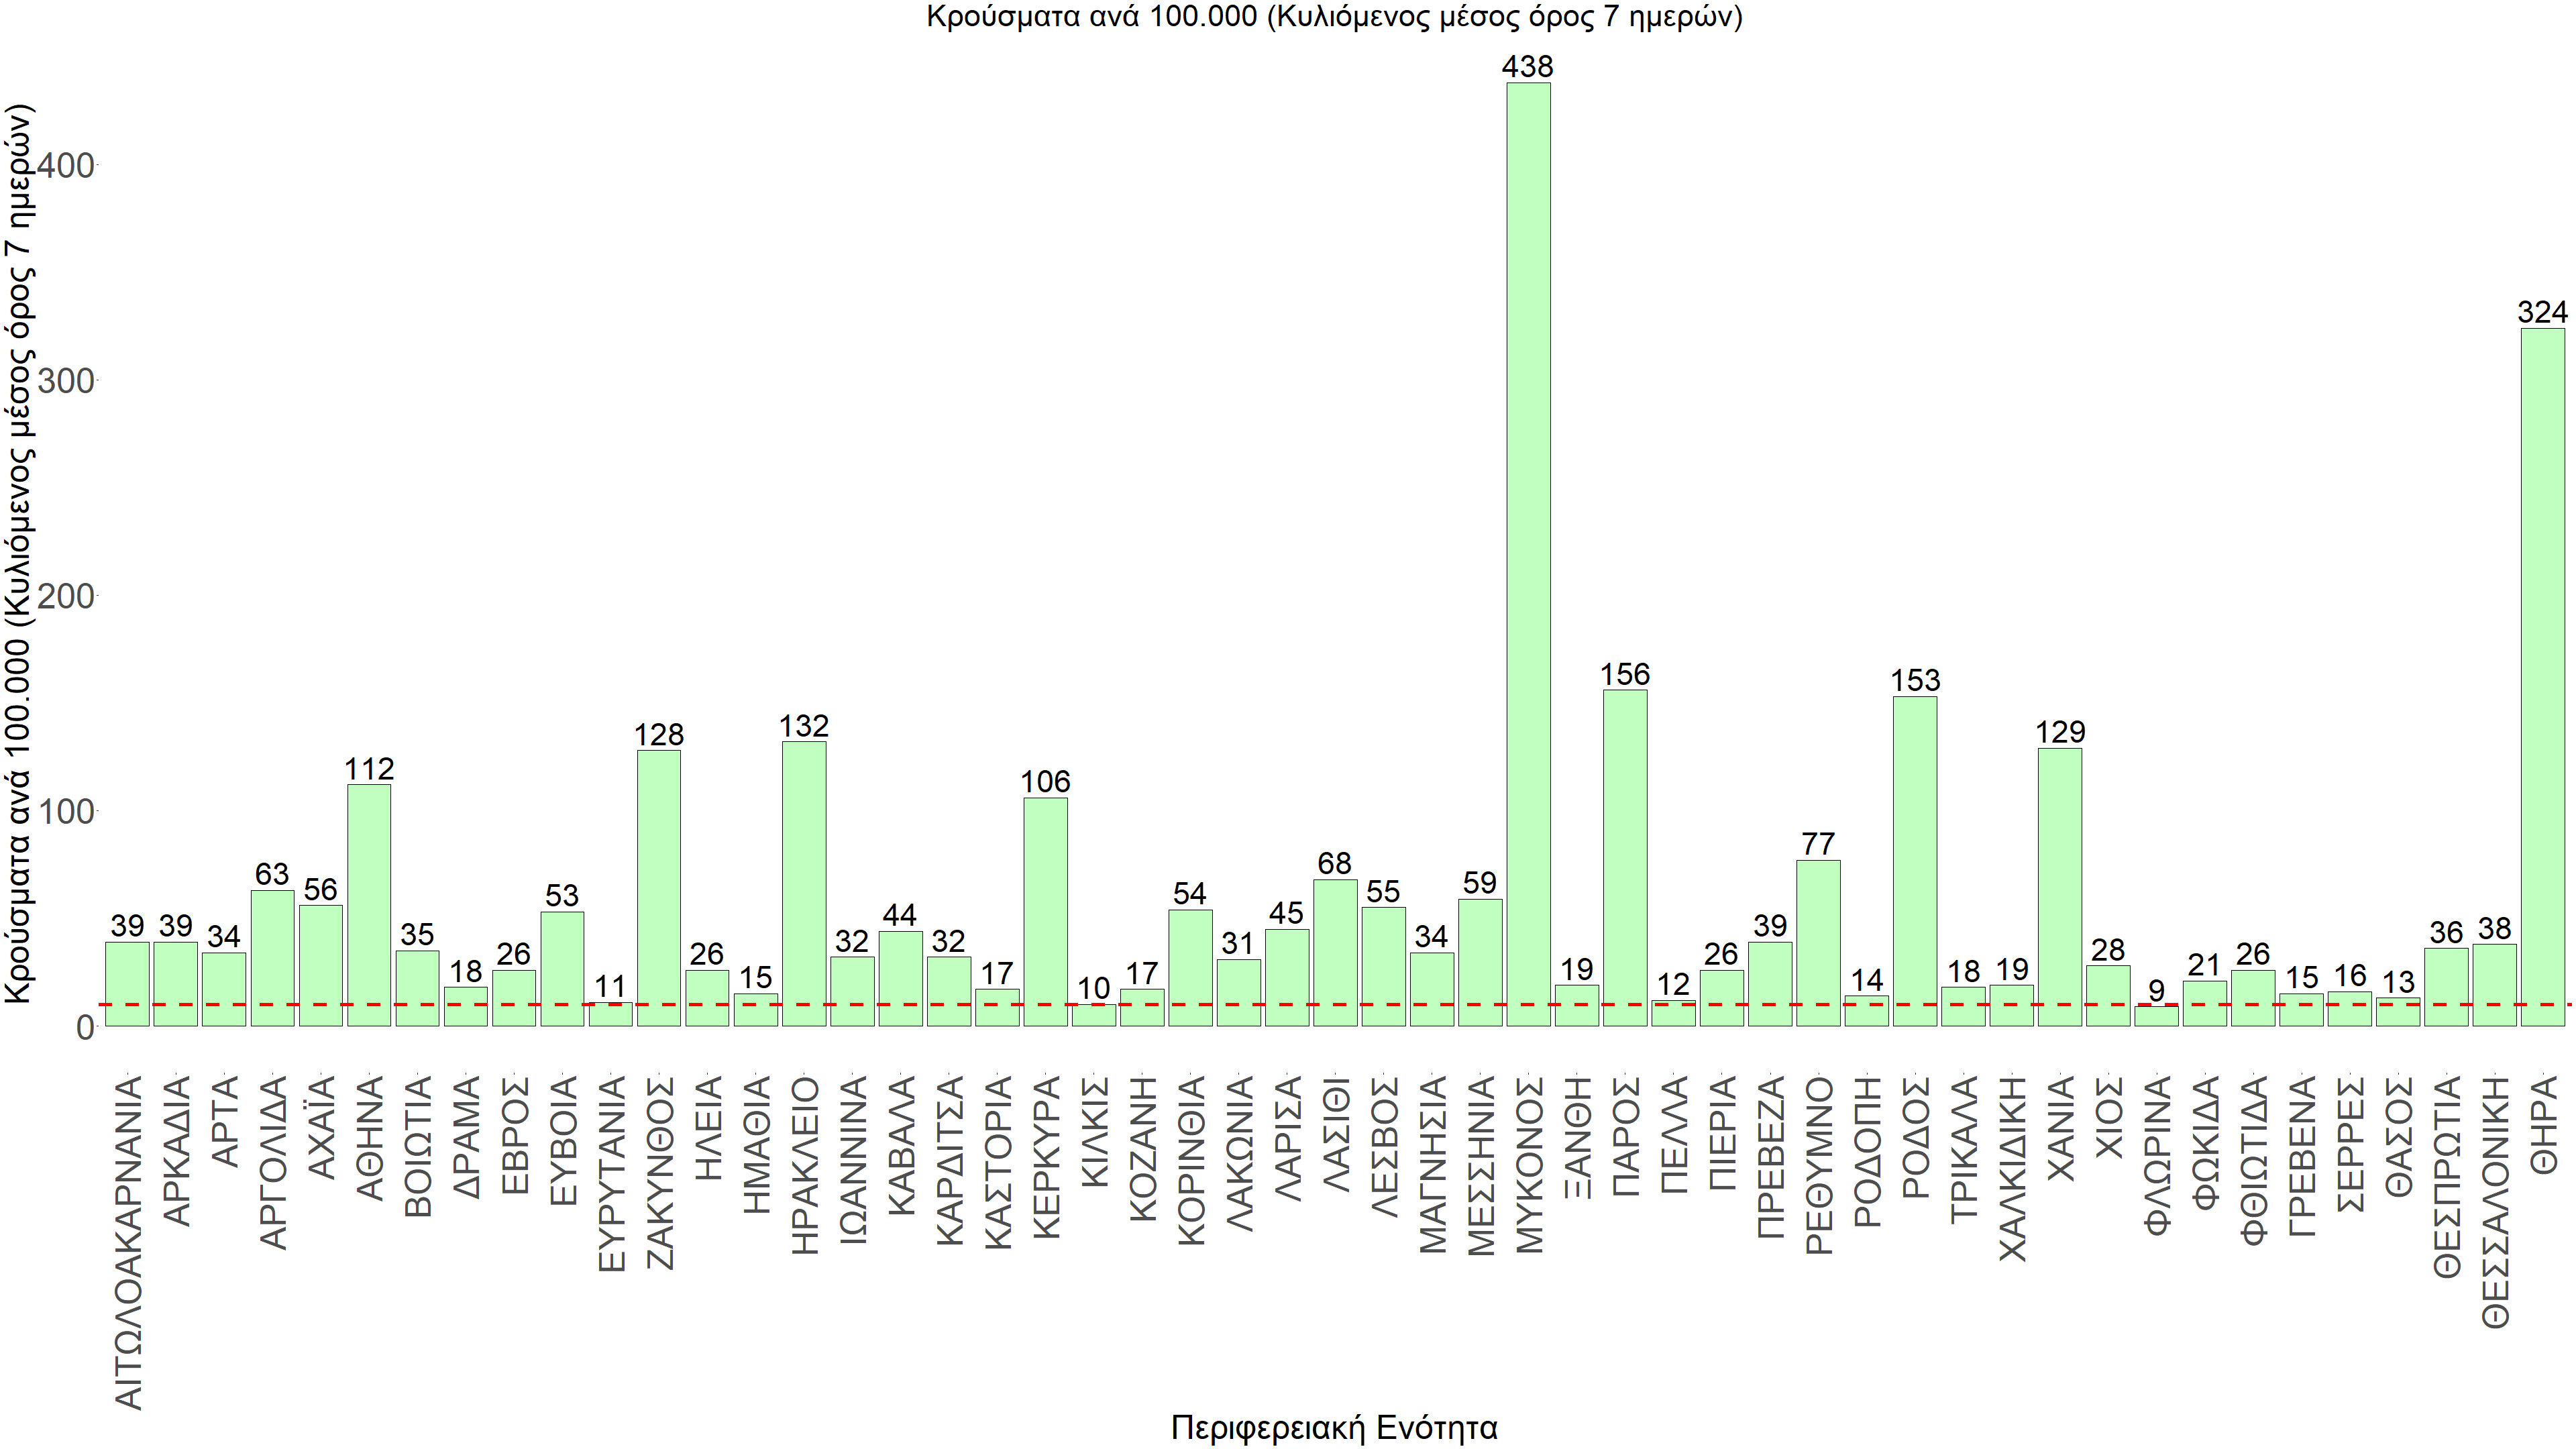 Κρούσματα ανά 100.000 (Κυλιόμενος μέσος όρος 7 ημερών)
Κρούσματα ανά 100.000 (Κυλιόμενος μέσος όρος 7 ημερών)
400
300
200
100
0
39
39
34
63
56
112
35
18
26
53
11
128
26
15
132
32
44
32
17
106
10
17
54
31
45
68
55
34
59
438
19
156
12
26
39
77
14
153
18
19
129
28
9
21
26
15
16
13
36
38
324
ΑΙΤΩΛΟΑΚΑΡΝΑΝΙΑ
ΑΡΚΑΔΙΑ
ΑΡΤΑ
ΑΡΓΟΛΙΔΑ
ΑΧΑΪΑ
ΑΘΗΝΑ
ΒΟΙΩΤΙΑ
ΔΡΑΜΑ
ΕΒΡΟΣ
ΕΥΒΟΙΑ
ΕΥΡΥΤΑΝΙΑ
ΖΑΚΥΝΘΟΣ
ΗΛΕΙΑ
ΗΜΑΘΙΑ
ΗΡΑΚΛΕΙΟ
ΙΩΑΝΝΙΝΑ
ΚΑΒΑΛΑ
ΚΑΡΔΙΤΣΑ
ΚΑΣΤΟΡΙΑ
ΚΕΡΚΥΡΑ
ΚΙΛΚΙΣ
ΚΟΖΑΝΗ
ΚΟΡΙΝΘΙΑ
ΛΑΚΩΝΙΑ
ΛΑΡΙΣΑ
ΛΑΣΙΘΙ
ΛΕΣΒΟΣ
ΜΑΓΝΗΣΙΑ
ΜΕΣΣΗΝΙΑ
ΜΥΚΟΝΟΣ
ΞΑΝΘΗ
ΠΑΡΟΣ
ΠΕΛΛΑ
ΠΙΕΡΙΑ
ΠΡΕΒΕΖΑ
ΡΕΘΥΜΝΟ
ΡΟΔΟΠΗ
ΡΟΔΟΣ
ΤΡΙΚΑΛΑ
ΧΑΛΚΙΔΙΚΗ
ΧΑΝΙΑ
ΧΙΟΣ
ΦΛΩΡΙΝΑ
ΦΩΚΙΔΑ
ΦΘΙΩΤΙΔΑ
ΓΡΕΒΕΝΑ
ΣΕΡΡΕΣ
ΘΑΣΟΣ
ΘΕΣΠΡΩΤΙΑ
ΘΕΣΣΑΛΟΝΙΚΗ
ΘΗΡΑ
Περιφερειακή Ενότητα